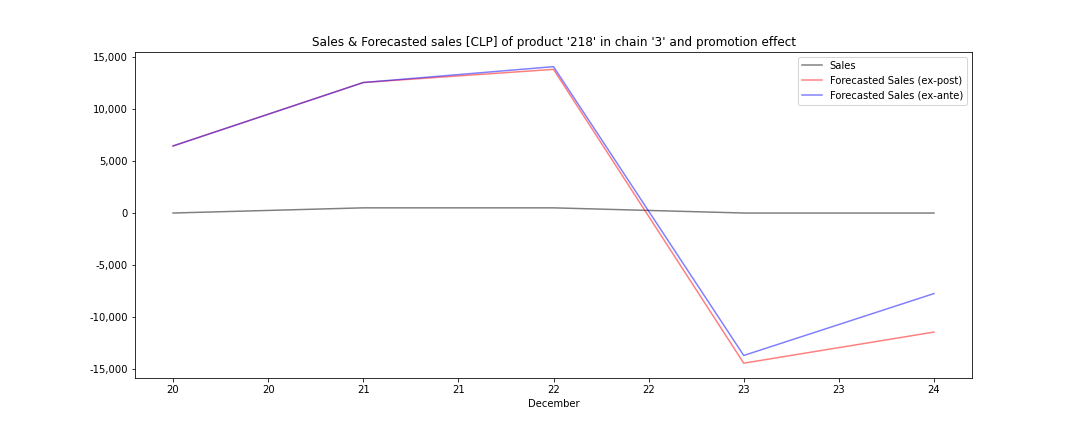 Sales & Forecasted sales [CLP] of product '218' in chain '3' and promotion effect
15,000
10,000
5,000
0
-5,000
-10,000
-15,000
Sales
Forecasted Sales (ex-post)
Forecasted Sales (ex-ante)
20 20 21 21 22 22 23 23 24
December